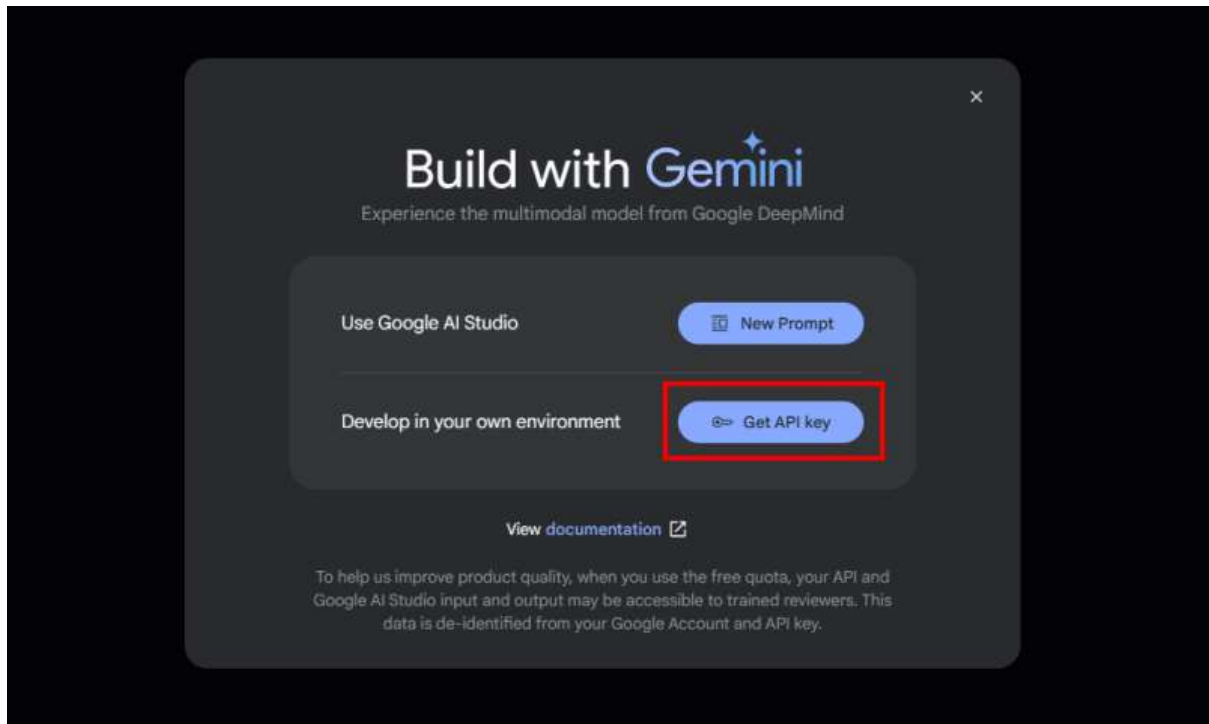 Build with Gemini
Experience the multimodal model from Google DeepMind
Use Google AI Studio
New Prompt
Develop in your own environment
Get API key
View documentation
To help us improve product quality, when you use the free quota, your API and
Google AI Studio input and output may be accessible to trained reviewers. This
data is de-identified from your Google Account and API key.